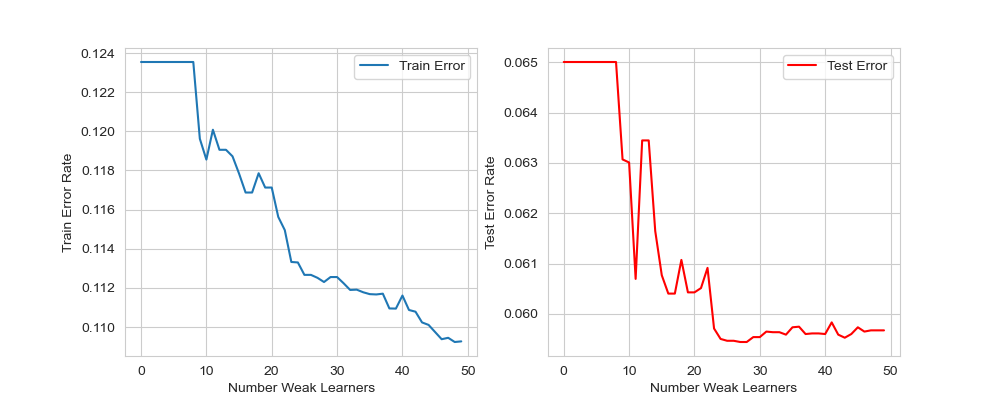 0.124
0.122
0.120
0.118
0.116
0.114
0.112
0.110
Train Error Rate
Train Error
0 10 20 30 40 50
Number Weak Learners
0.065
0.064
0.063
0.062
0.061
0.060
Test Error Rate
Test Error
0 10 20 30 40 50
Number Weak Learners